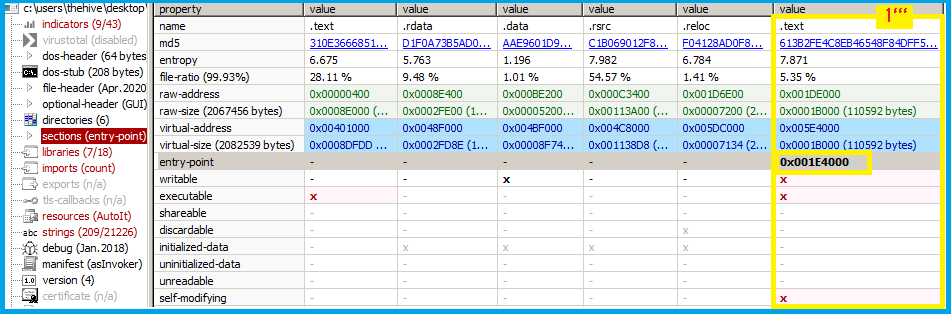 c:\users\thehive\desktop\
indicators (9/43)
virustotal (disabled)
dos-header (64 bytes)
dos-stub (208 bytes)
file-header (Apr.2020
optional-header (GUI)
directories (6)
sections (entry-point)
libraries (7/18)
imports (count)
exports (n/a)
tls-callbacks (n/a)
resources (AutoIt)
abc strings (209/21226)
debug (Jan.2018)
manifest (asInvoker)
1.0 version (4)
certificate (n/a)
property value value value value value value
1
name .text .rdata .data .rsrc .reloc .text
md5 310E3666851... D1F0A73B5AD0... AAE9601D9... C1B069012F8... F04128AD0F8... 613B2FE4C8EB46548F84DFF5...
entropy 6.675 5.763 1.196 7.982 6.784 7.871
file-ratio (99.93%) 28.11 % 9.48 % 1.01 % 54.57 % 1.41 % 5.35 %
raw-address 0x00000400 0x0008E400 0x000BE200 0x000C3400 0x001D6E00 0x001DE000
raw-size (2067456 bytes) 0x0008E000 (... 0x0002FE00 (1... 0x00005200... 0x00113A00 (... 0x00007200 (2... 0x0001B000 (110592 bytes)
virtual-address 0x00401000 0x0048F000 0x004BF000 0x004C8000 0x005DC000 0x005E4000
virtual-size (2082539 bytes) 0x0008DFDD ... 0x0002FD8E (1... 0x00008F74... 0x001138D8 (... 0x00007134 (2... 0x0001B000 (110592 bytes)
entry-point - - - - - 0x001E4000
writable - - x - - x
executable x - - - - x
shareable - - - - - -
discardable - - - - x -
initialized-data - x x x x -
uninitialized-data - - - - - -
unreadable - - - - - -
self-modifying - - - - - x